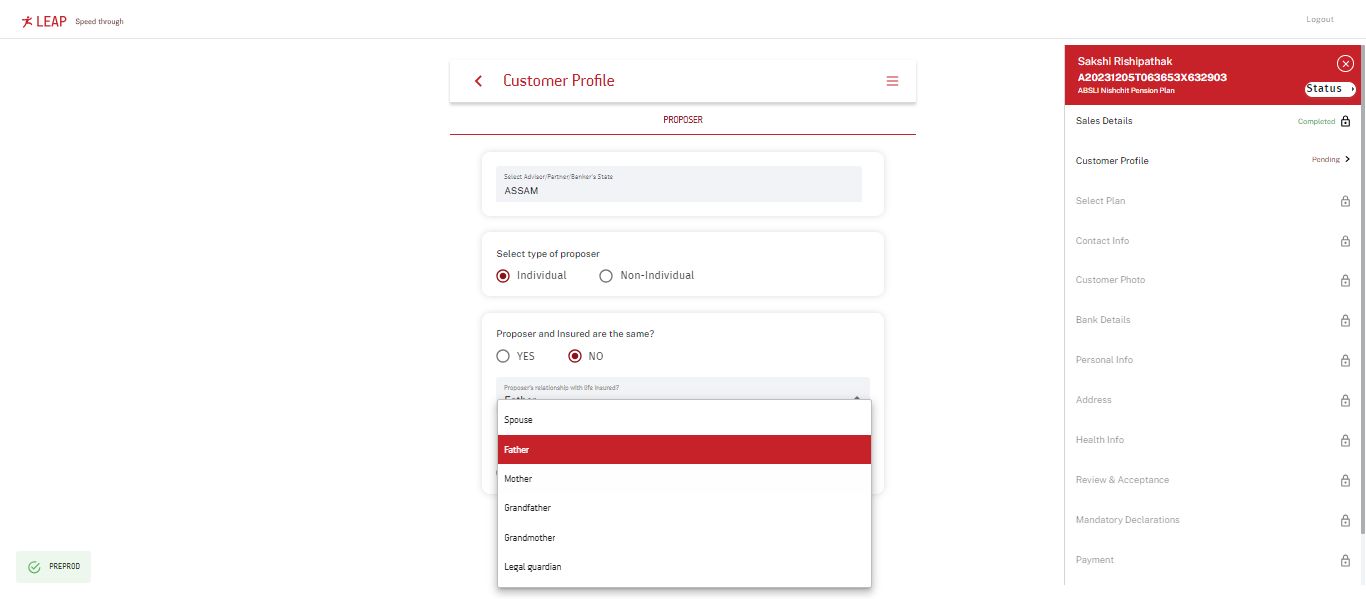 LEAP Speed through
Logout
Customer Profile
PROPOSER
Select Advisor/Partner/Banker's State
ASSAM
Select type of proposer
Individual Non-Individual
Proposer and Insured are the same?
YES NO
Proposer's relationship with life insured?
Father
Spouse
Father
Mother
Grandfather
Grandmother
Legal guardian
PREPROD
Sakshi Rishipathak
A20231205T063653X632903
ABSLI Nishchit Pension Plan
Status
Sales Details Completed
Customer Profile Pending
Select Plan
Contact Info
Customer Photo
Bank Details
Personal Info
Address
Health Info
Review & Acceptance
Mandatory Declarations
Payment